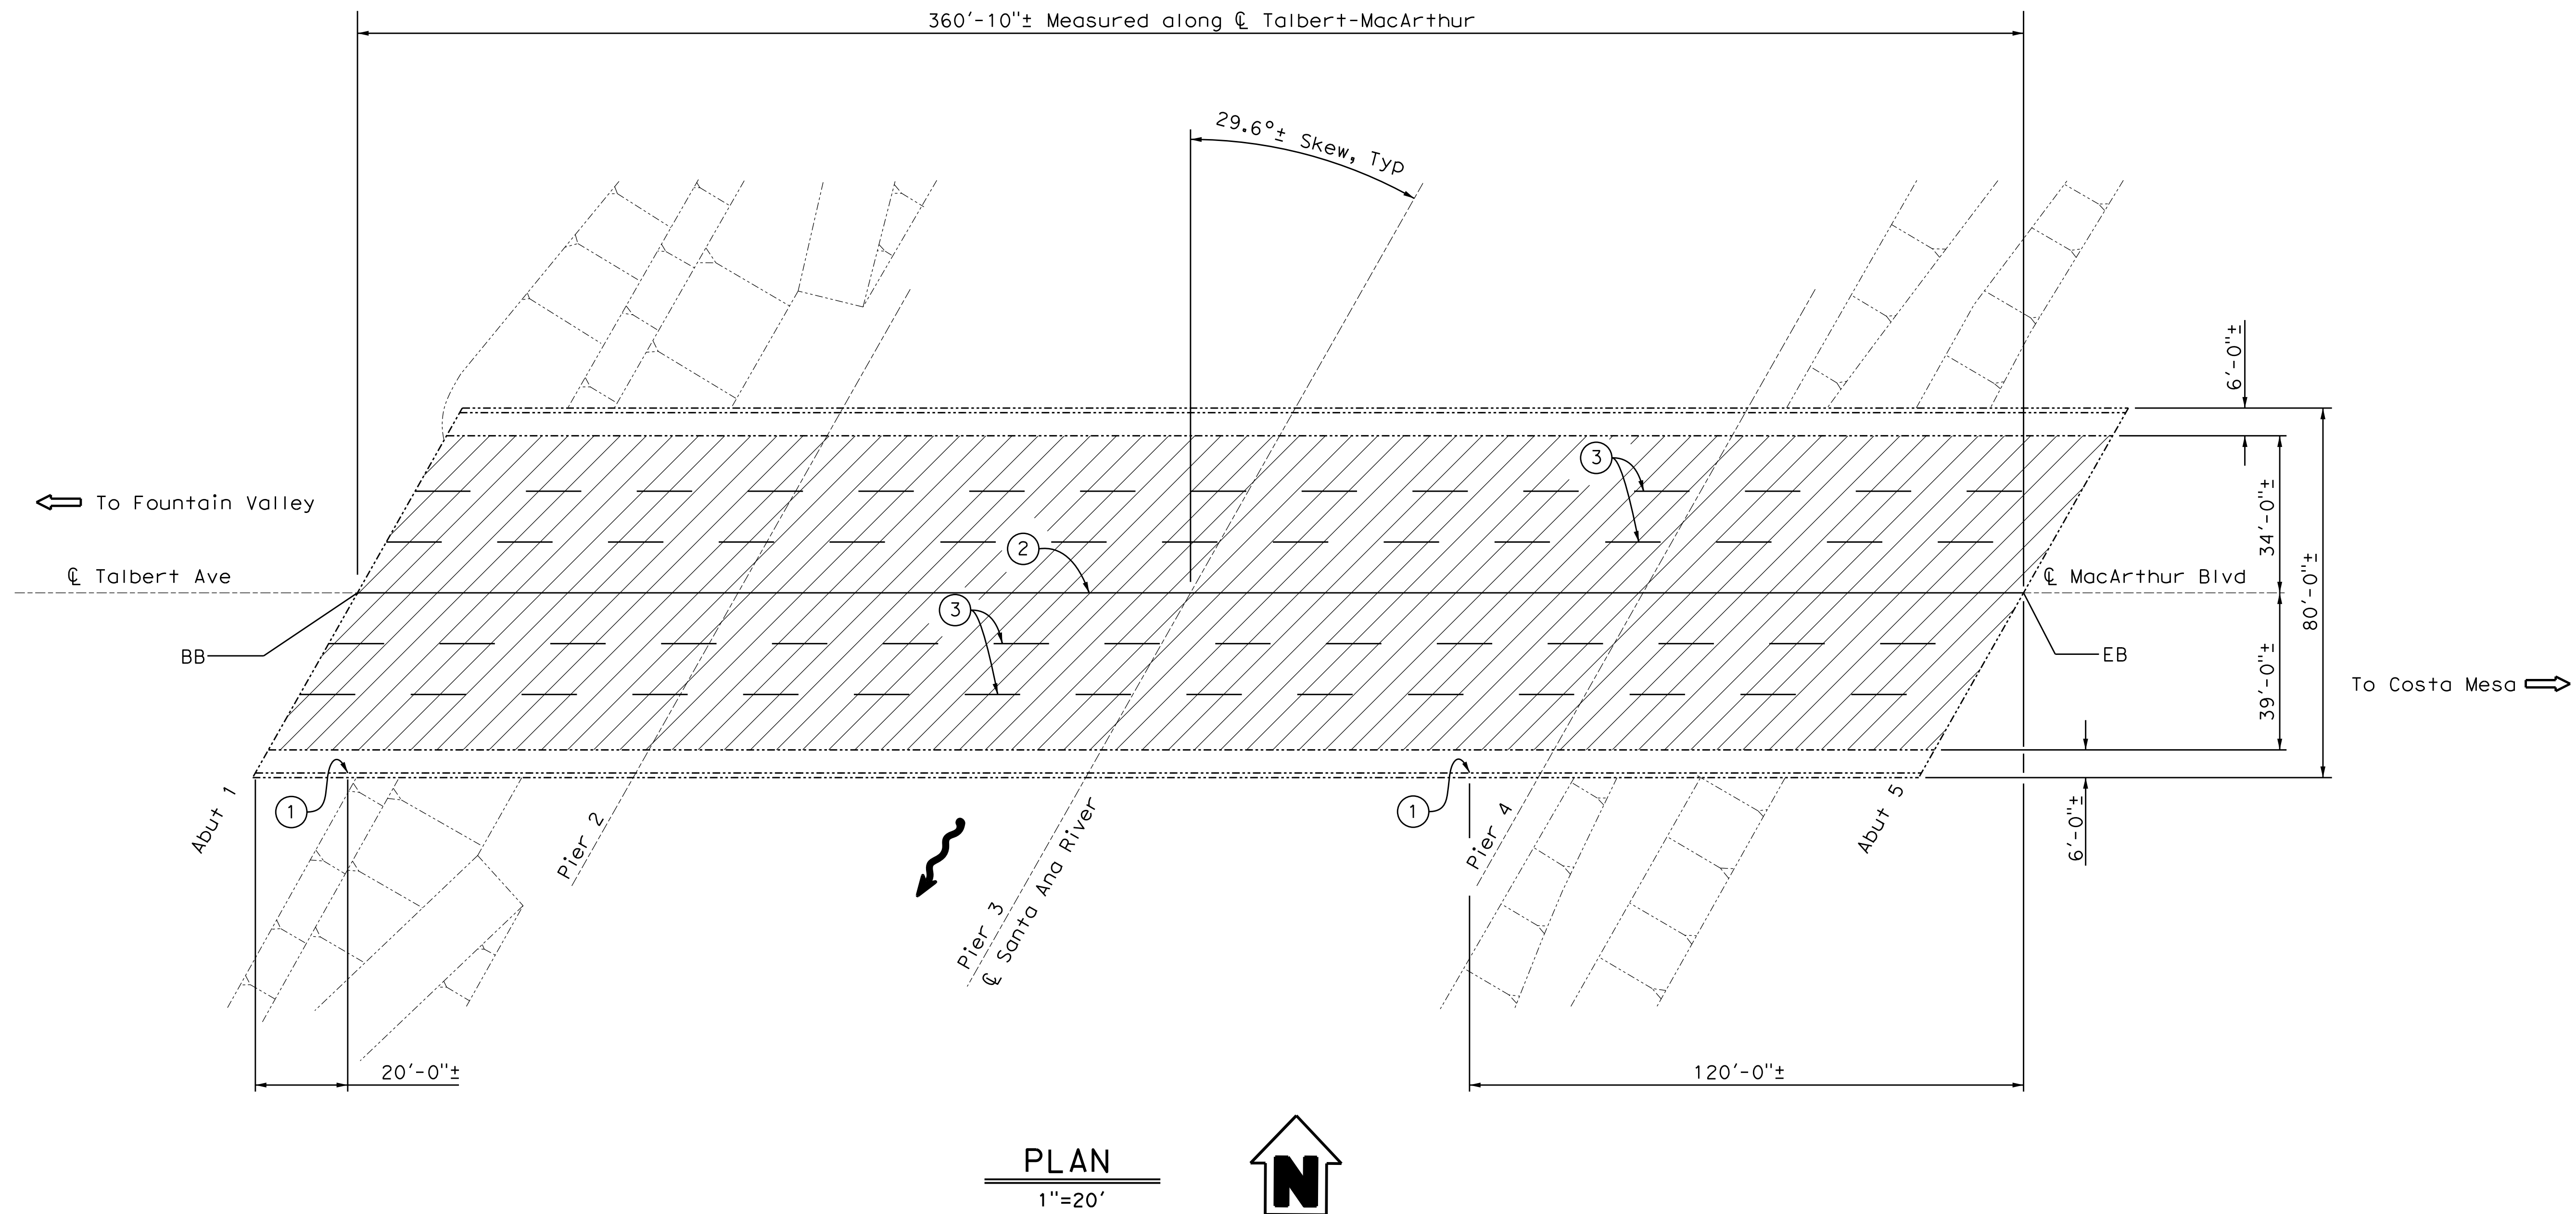 360'-10"± Measured along ℄ Talbert-MacArthur
29.6°± Skew, Typ
6'-0"±
3
To Fountain Valley
34'-0"±
2
℄ Talbert Ave
℄ MacArthur Blvd
80'-0"±
3
BB
EB
39'-0"±
To Costa Mesa
1
1
Abut 1
Pier 2
Pier 3
℄ Santa Ana River
Pier 4
Abut 5
6'-0"±
20'-0"±
120'-0"±
PLAN
1"=20'
N